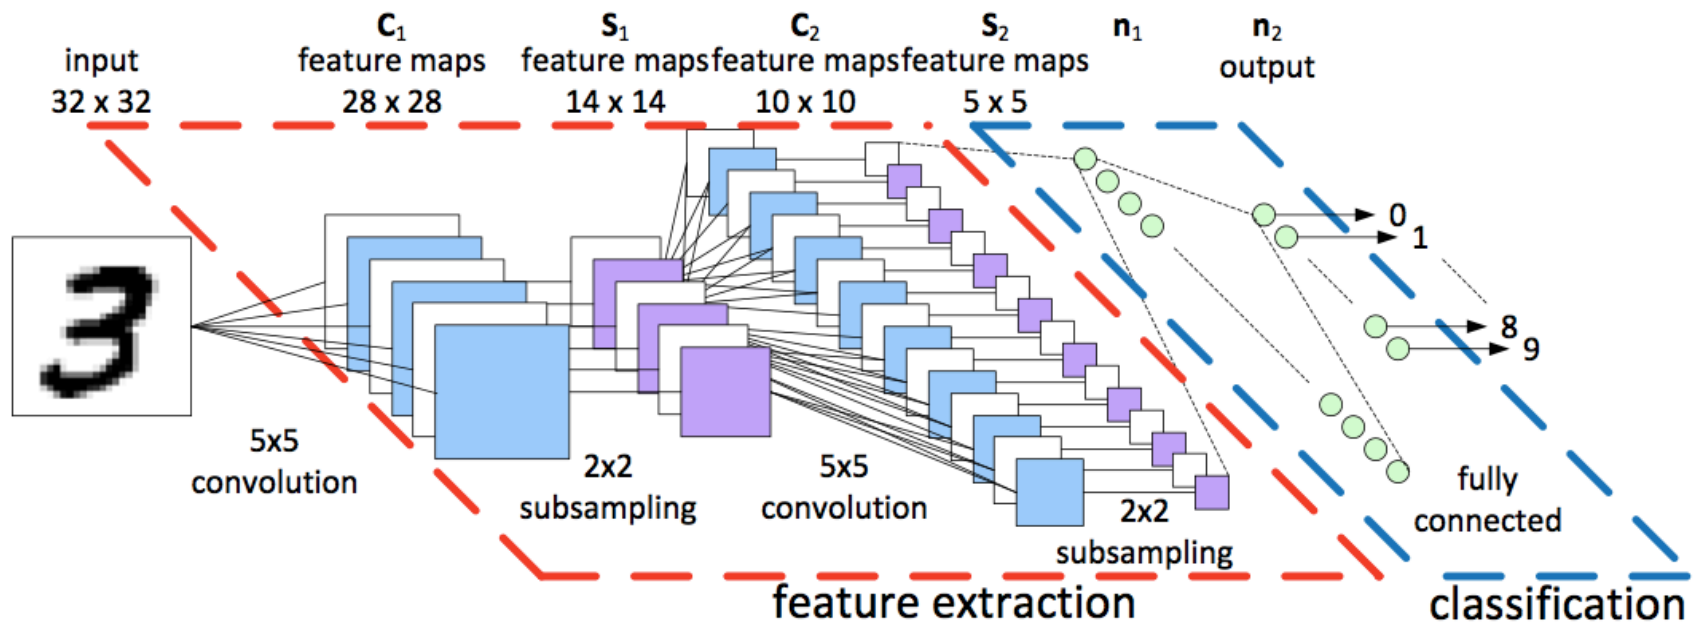 C₁
S₁
C₂
S₂
n₁
n₂
input
feature maps
feature maps
feature maps
feature maps
output
32 x 32
28 x 28
14 x 14
10 x 10
5 x 5
0
1
8
9
3
5x5
convolution
2x2
subsampling
5x5
convolution
2x2
subsampling
fully
connected
feature extraction
classification